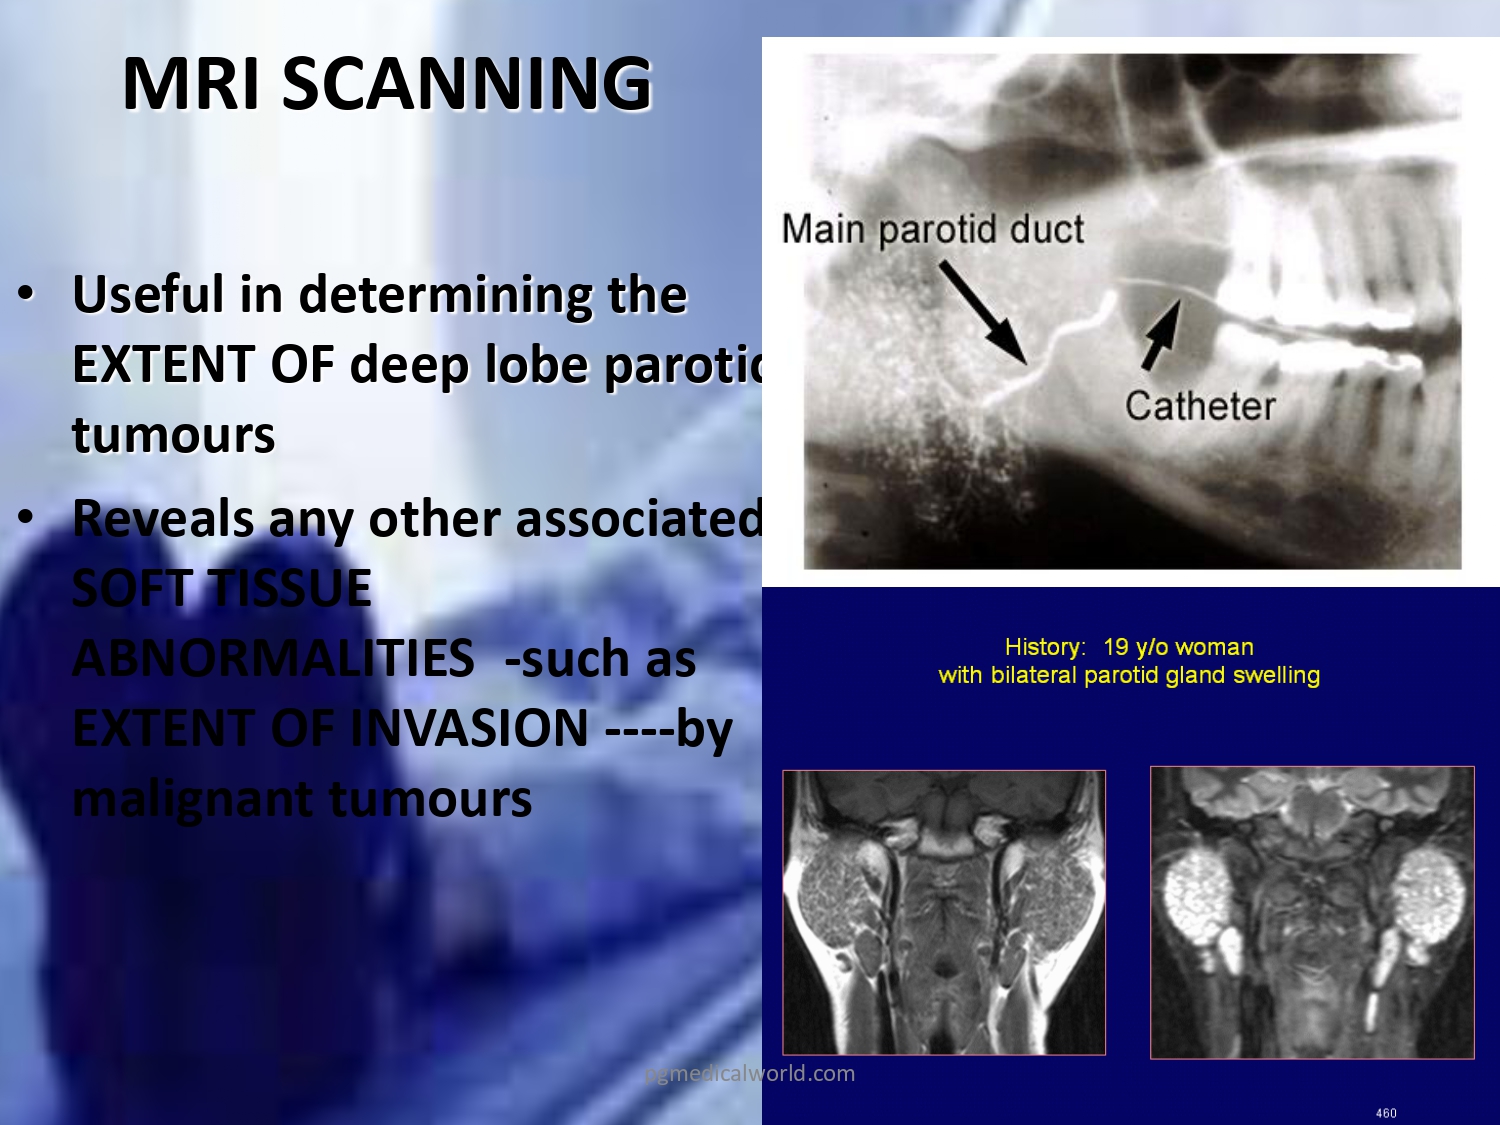 MRI SCANNING
• Useful in determining the
EXTENT OF deep lobe parotid
tumours
• Reveals any other associated
SOFT TISSUE
ABNORMALITIES -such as
EXTENT OF INVASION ----by
malignant tumours
Main parotid duct
Catheter
History: 19 y/o woman
with bilateral parotid gland swelling
pgmedicalworld.com
460